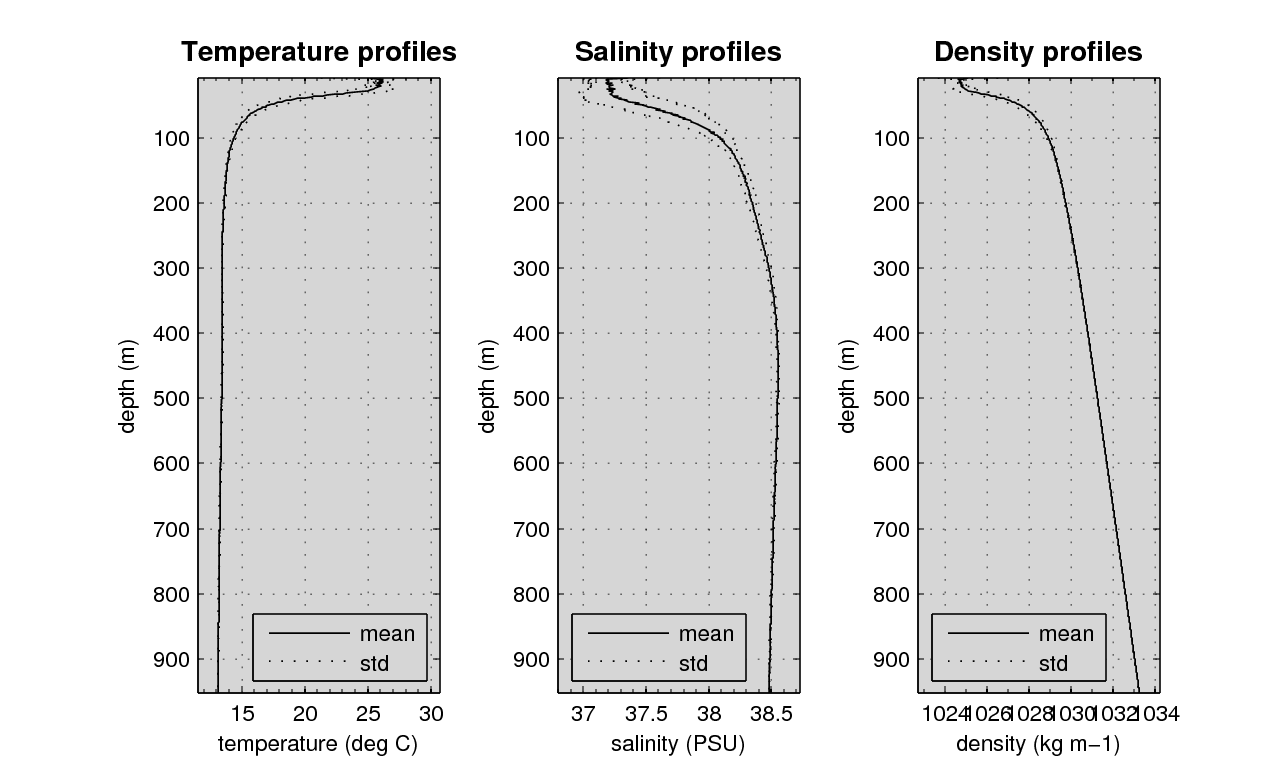 Temperature profiles
100
200
300
400
500
600
700
800
900
depth (m)
mean
std
15 20 25 30
temperature (deg C)
Salinity profiles
100
200
300
400
500
600
700
800
900
depth (m)
mean
std
37 37.5 38 38.5
salinity (PSU)
Density profiles
100
200
300
400
500
600
700
800
900
depth (m)
mean
std
1024 1026 1028 1030 1032 1034
density (kg m−1)